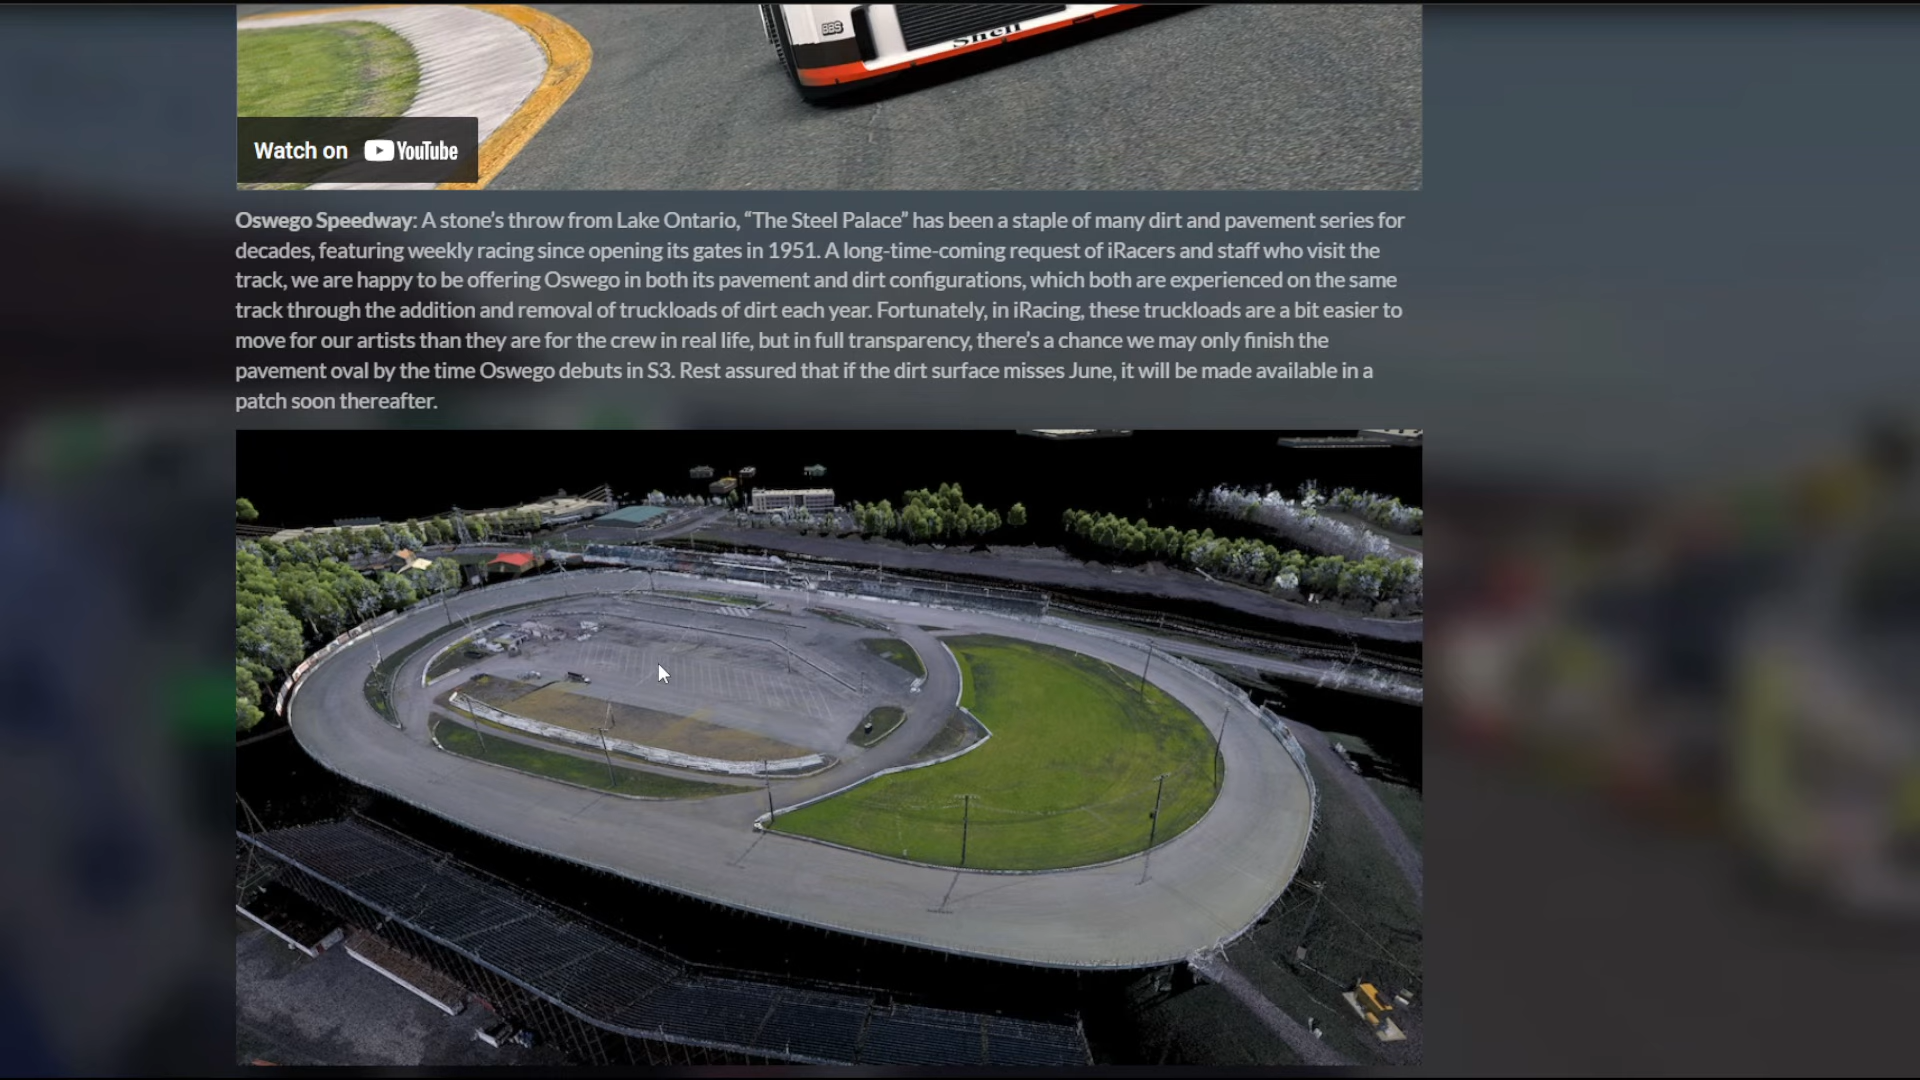 BBS
Shell
Watch on YouTube
Oswego Speedway: A stone’s throw from Lake Ontario, “The Steel Palace” has been a staple of many dirt and pavement series for
decades, featuring weekly racing since opening its gates in 1951. A long-time-coming request of iRacers and staff who visit the
track, we are happy to be offering Oswego in both its pavement and dirt configurations, which both are experienced on the same
track through the addition and removal of truckloads of dirt each year. Fortunately, in iRacing, these truckloads are a bit easier to
move for our artists than they are for the crew in real life, but in full transparency, there’s a chance we may only finish the
pavement oval by the time Oswego debuts in S3. Rest assured that if the dirt surface misses June, it will be made available in a
patch soon thereafter.